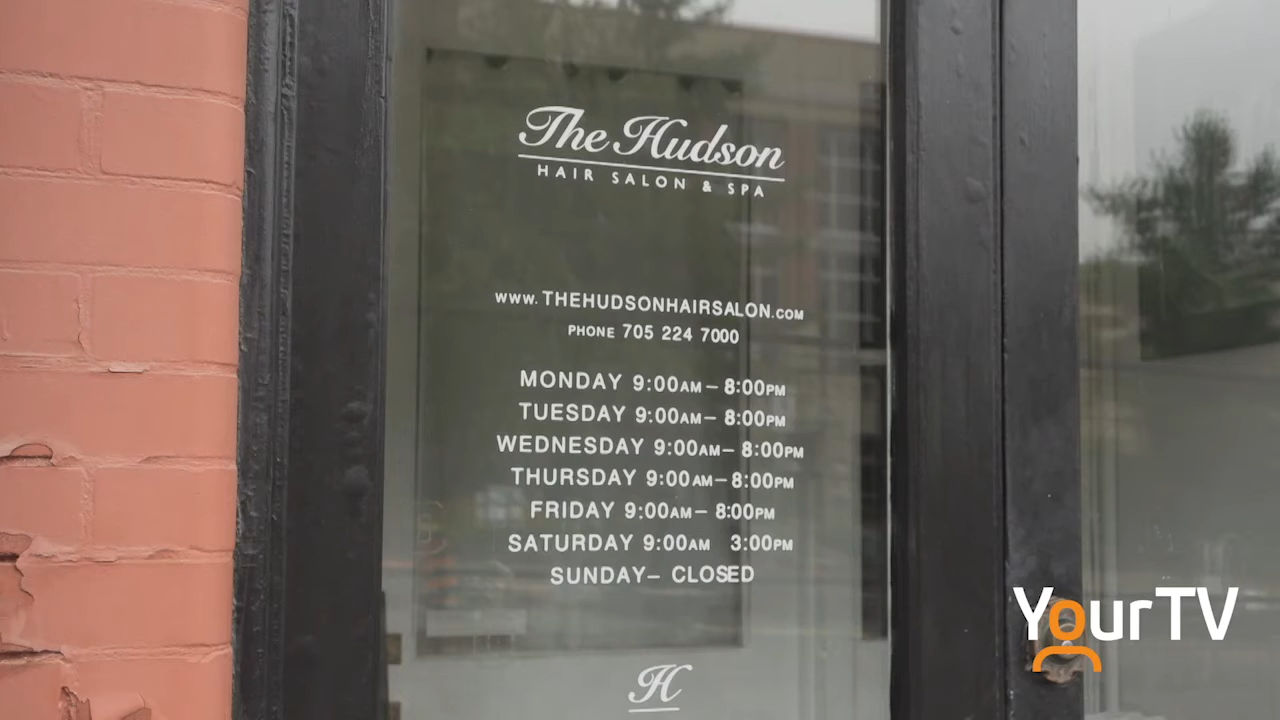 The Hudson
HAIR SALON & SPA
www.THEHUDSONHAIRSALON.COM
PHONE 705 224 7000
MONDAY 9:00AM – 8:00PM
TUESDAY 9:00AM – 8:00PM
WEDNESDAY 9:00AM – 8:00PM
THURSDAY 9:00AM – 8:00PM
FRIDAY 9:00AM – 8:00PM
SATURDAY 9:00AM 3:00PM
SUNDAY – CLOSED
H
YourTV